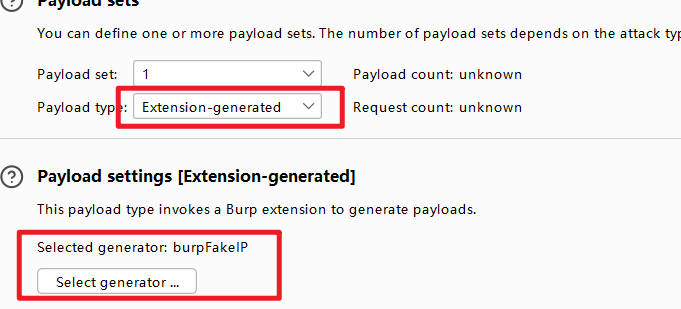 Payload sets
You can define one or more payload sets. The number of payload sets depends on the attack typ
Payload set: 1 Payload count: unknown
Payload type: Extension-generated Request count: unknown
? Payload settings [Extension-generated]
This payload type invokes a Burp extension to generate payloads.
Selected generator: burpFakeIP
Select generator ...